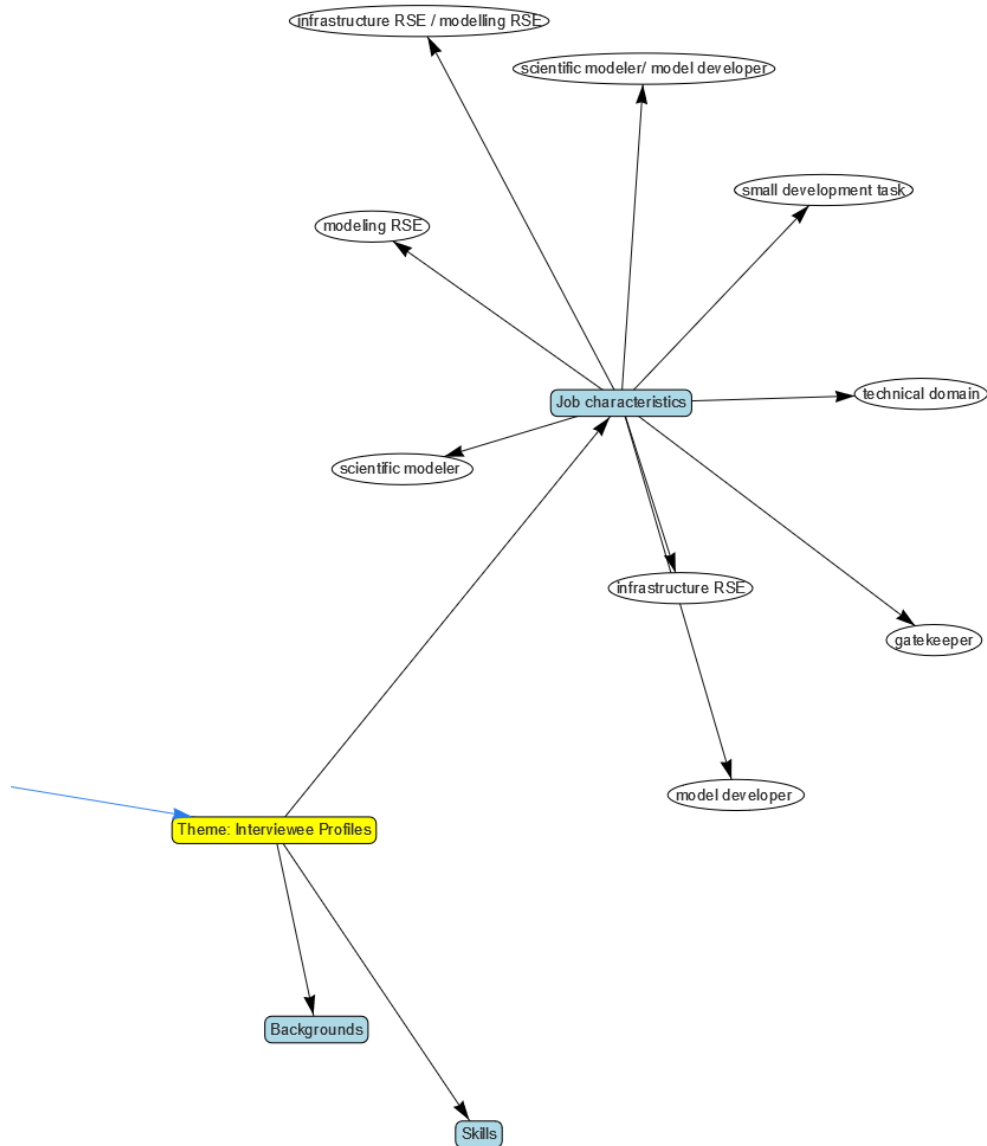 infrastructure RSE / modelling RSE
scientific modeler/ model developer
small development task
modeling RSE
technical domain
Job characteristics
scientific modeler
infrastructure RSE
gatekeeper
model developer
Theme: Interviewee Profiles
Backgrounds
Skills